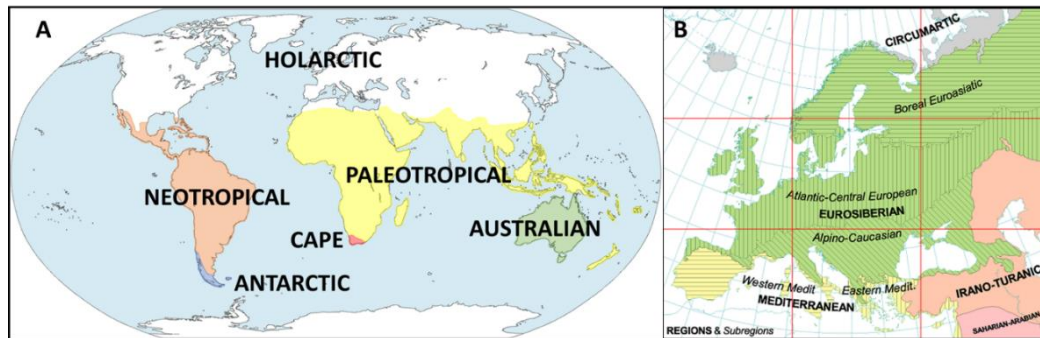 A
HOLARCTIC
NEOTROPICAL
PALEOTROPICAL
AUSTRALIAN
CAPE
ANTARCTIC
B
CIRCUMARTIC
Boreal Euroasiatic
Atlantic-Central European
EUROSIBERIAN
Alpino-Caucasian
Western Medit
Eastern Medit.
MEDITERRANEAN
IRANO-TURANIC
SAHARIAN-ARABIAN
REGIONS & Subregions